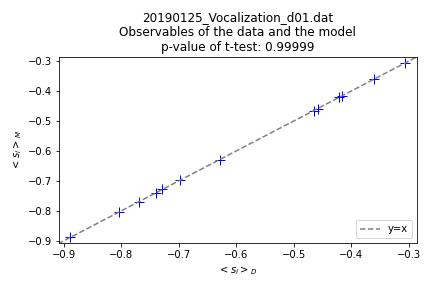 20190125_Vocalization_d01.dat
Observables of the data and the model
p-value of t-test: 0.99999
−0.3
−0.4
−0.5
−0.6
−0.7
−0.8
−0.9
< s_i >_M
y=x
−0.9 −0.8 −0.7 −0.6 −0.5 −0.4 −0.3
< s_i >_D